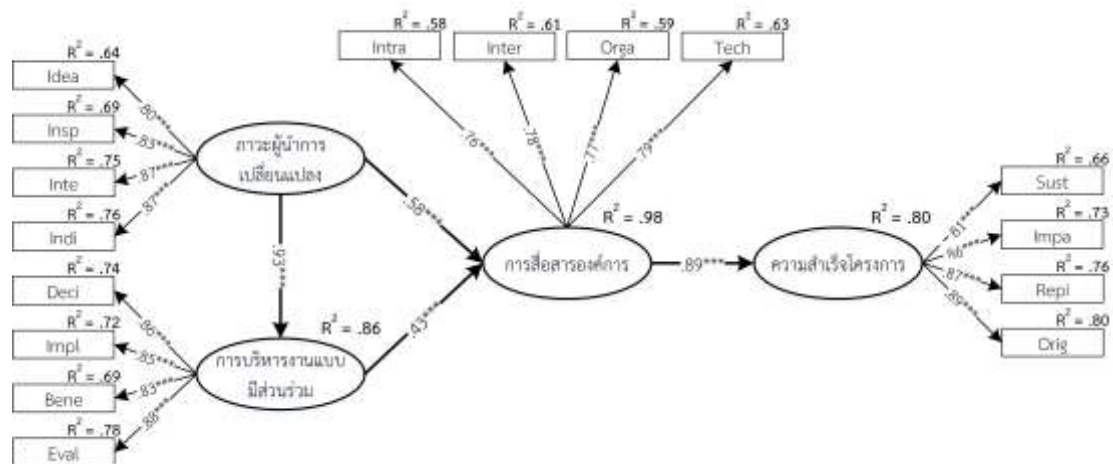 R² = .58
Intra
R² = .61
Inter
R² = .59
Orga
R² = .63
Tech
R² = .64
Idea
R² = .69
Insp
R² = .75
Inte
R² = .76
Indi
R² = .74
Deci
R² = .72
Impl
R² = .69
Bene
R² = .78
Eval
.80***
.83***
.87***
.87***
.86***
.85***
.83***
.88***
ภาวะผู้นำการ
เปลี่ยนแปลง
.93***
R² = .86
การบริหารงานแบบ
มีส่วนร่วม
.58***
.43***
.76***
.78***
.77***
.79***
R² = .98
การสื่อสารองค์การ
.89***
R² = .80
ความสำเร็จโครงการ
.81***
.87***
.89***
R² = .66
Sust
R² = .73
Impa
R² = .76
Repi
R² = .80
Orig